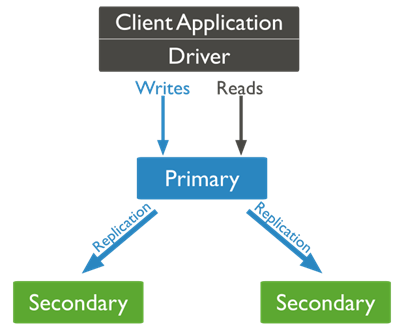 Client Application
Driver
Writes Reads
Primary
Replication Replication
Secondary Secondary